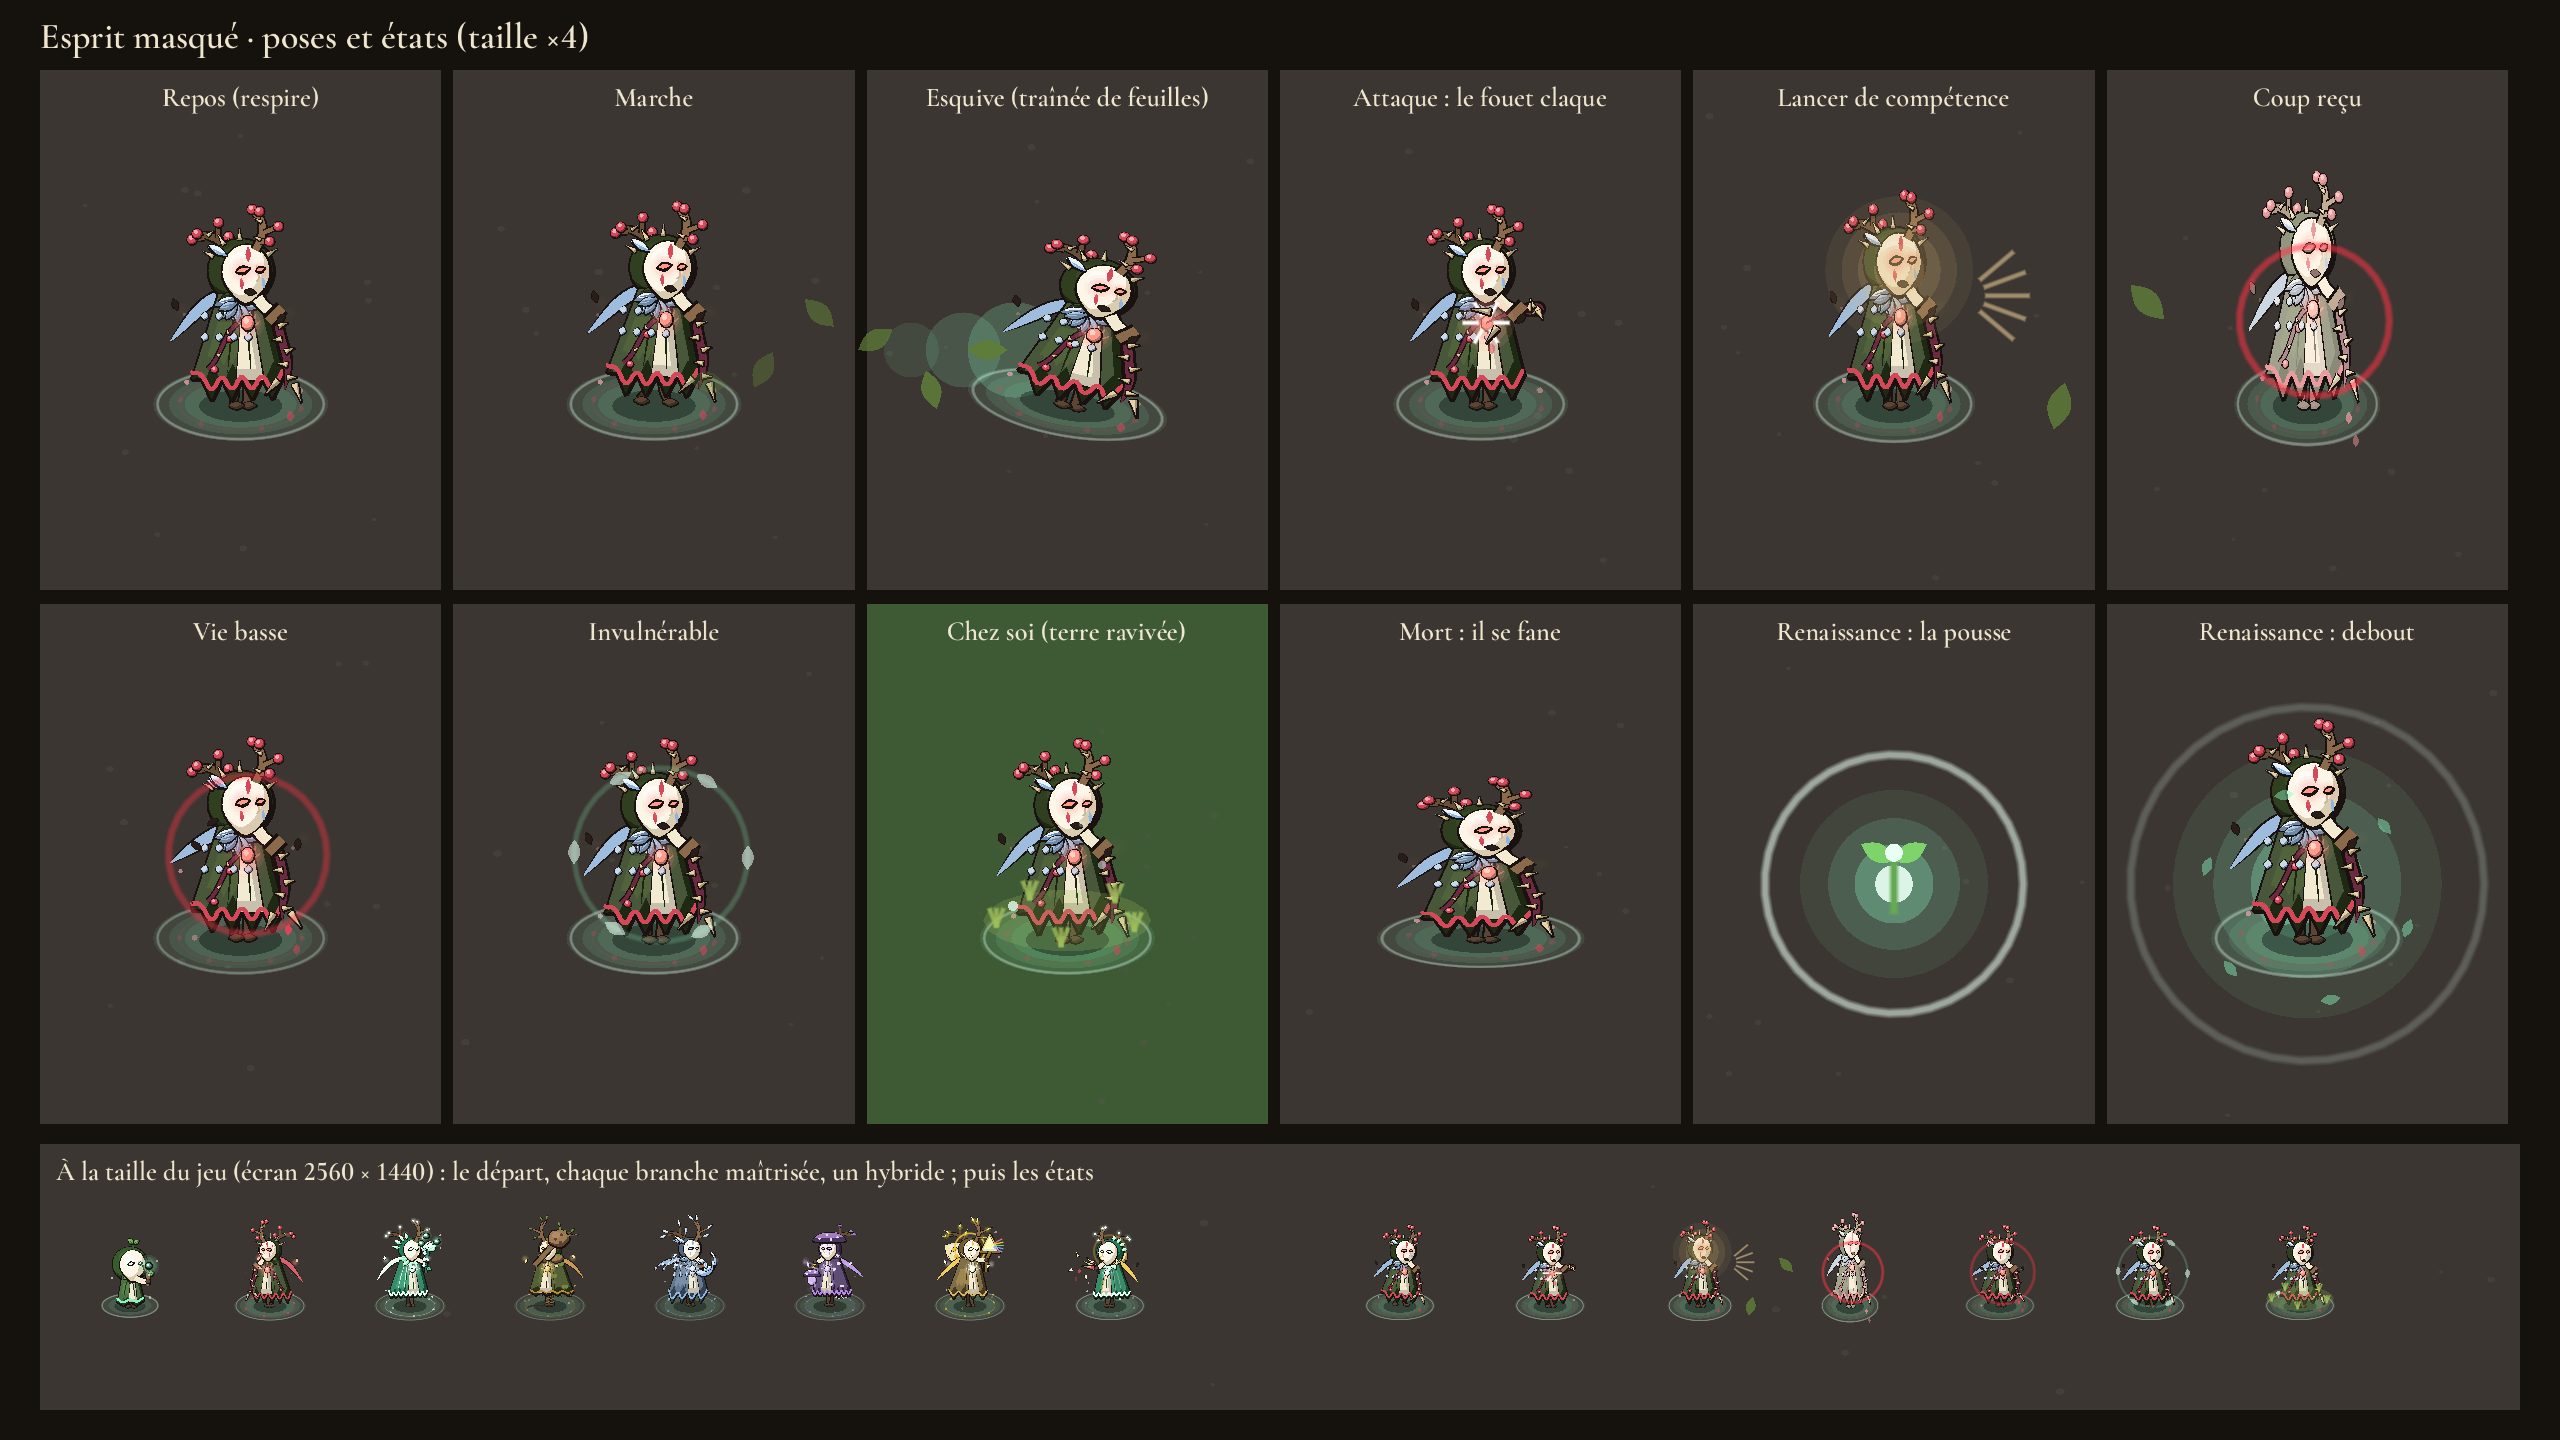 Esprit masqué · poses et états (taille ×4)
Repos (respire)
Marche
Esquive (traînée de feuilles)
Attaque : le fouet claque
Lancer de compétence
Coup reçu
Vie basse
Invulnérable
Chez soi (terre ravivée)
Mort : il se fane
Renaissance : la pousse
Renaissance : debout
À la taille du jeu (écran 2560 × 1440) : le départ, chaque branche maîtrisée, un hybride ; puis les états